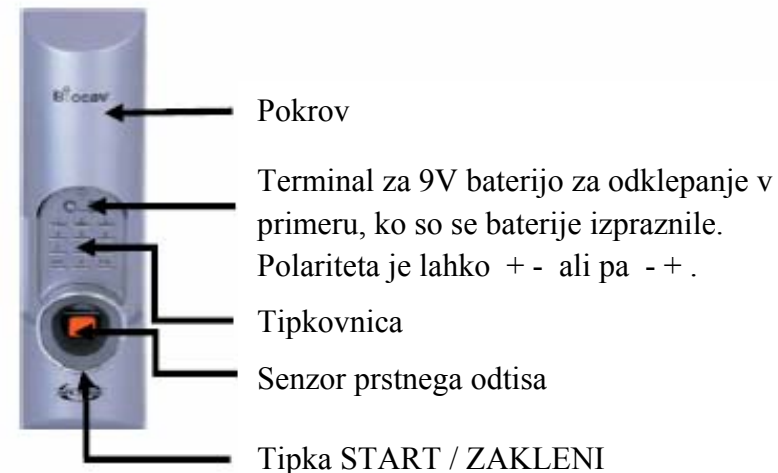 Pokrov
Terminal za 9V baterijo za odklepanje v
primeru, ko so se baterije izpraznile.
Polariteta je lahko + - ali pa - + .
Tipkovnica
Senzor prstnega odtisa
Tipka START / ZAKLENI